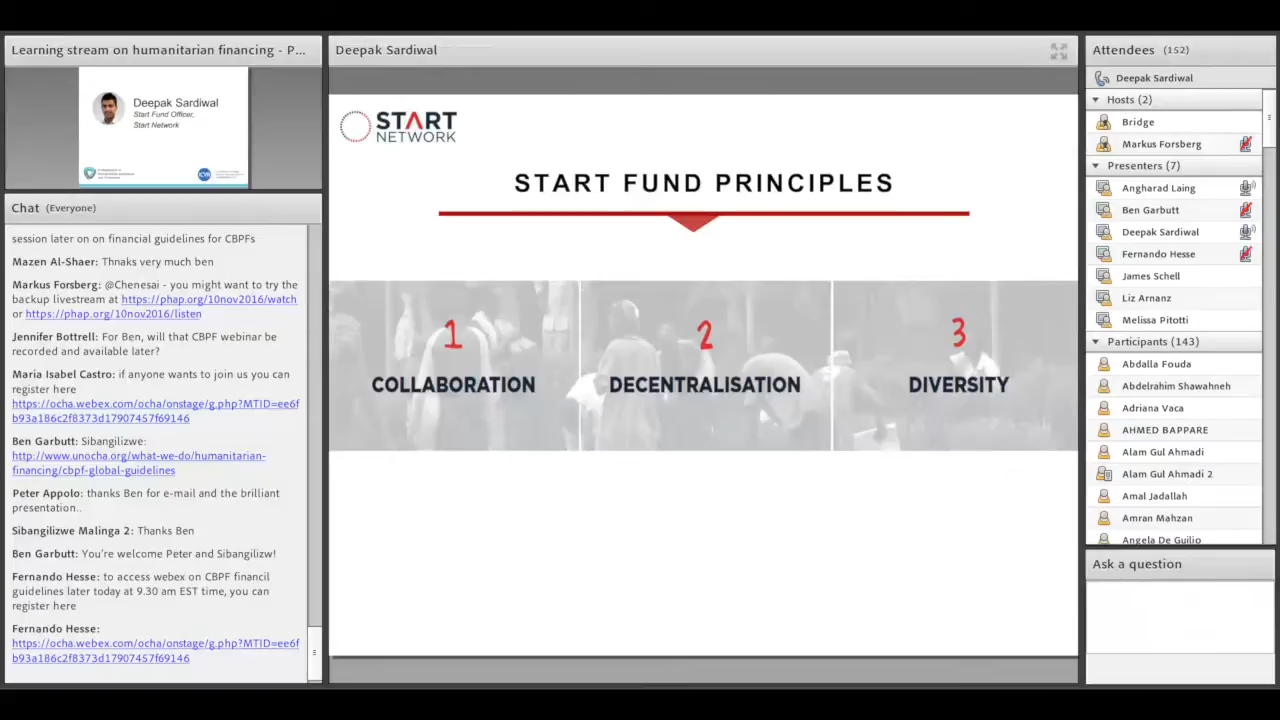 Learning stream on humanitarian financing - P...
Deepak Sardiwal
Start Fund Officer,
Start Network
Chat (Everyone)
session later on on financial guidelines for CBPFs
Mazen Al-Shaer: Thnaks very much ben
Markus Forsberg: @Chenesai - you might want to try the
backup livestream at https://phap.org/10nov2016/watch
or https://phap.org/10nov2016/listen
Jennifer Bottrell: For Ben, will that CBPF webinar be
recorded and available later?
Maria Isabel Castro: if anyone wants to join us you can
register here
https://ocha.webex.com/ocha/onstage/g.php?MTID=ee6f
b93a186c2f8373d17907457f69146
Ben Garbutt: Sibangilizwe:
http://www.unocha.org/what-we-do/humanitarian-
financing/cbpf-global-guidelines
Peter Appolo: thanks Ben for e-mail and the brilliant
presentation..
Sibangilizwe Malinga 2: Thanks Ben
Ben Garbutt: You're welcome Peter and Sibangilizw!
Fernando Hesse: to access webex on CBPF financil
guidelines later today at 9.30 am EST time, you can
register here
Fernando Hesse:
https://ocha.webex.com/ocha/onstage/g.php?MTID=ee6f
b93a186c2f8373d17907457f69146
Deepak Sardiwal
START
NETWORK
START FUND PRINCIPLES
1
COLLABORATION
2
DECENTRALISATION
3
DIVERSITY
Attendees (152)
Deepak Sardiwal
Hosts (2)
Bridge
Markus Forsberg
Presenters (7)
Angharad Laing
Ben Garbutt
Deepak Sardiwal
Fernando Hesse
James Schell
Liz Arnanz
Melissa Pitotti
Participants (143)
Abdalla Fouda
Abdelrahim Shawahneh
Adriana Vaca
AHMED BAPPARE
Alam Gul Ahmadi
Alam Gul Ahmadi 2
Amal Jadallah
Amran Mahzan
Angela De Guilio
Ask a question